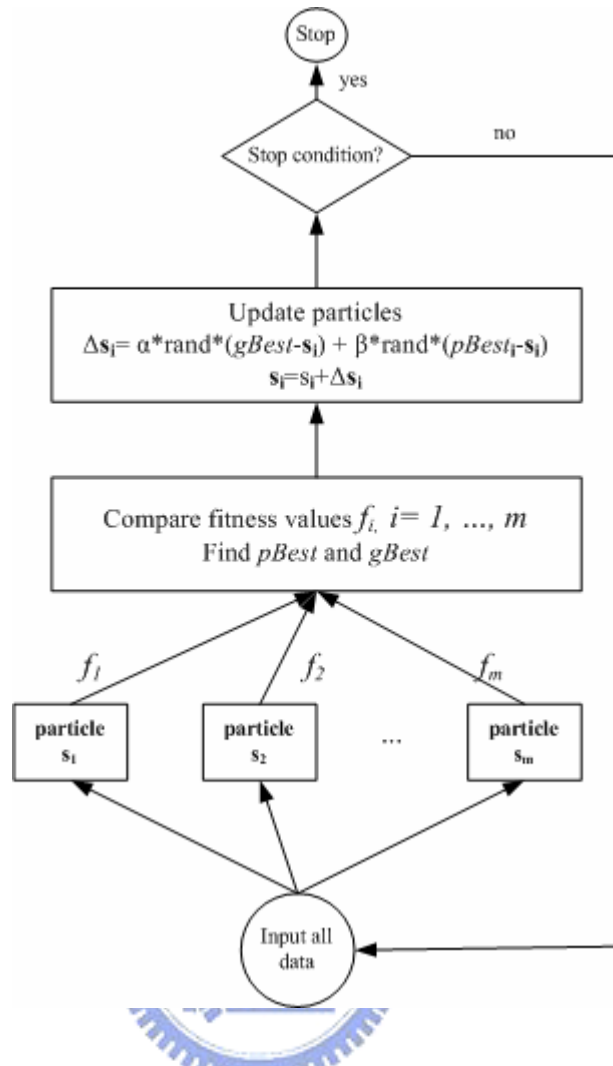 Stop
yes
Stop condition?
no
Update particles
Δsᵢ= α*rand*(gBest-sᵢ) + β*rand*(pBestᵢ-sᵢ)
sᵢ=sᵢ+Δsᵢ
Compare fitness values fᵢ, i= 1, ..., m
Find pBest and gBest
f₁
f₂
fₘ
particle
s₁
particle
s₂
...
particle
sₘ
Input all
data